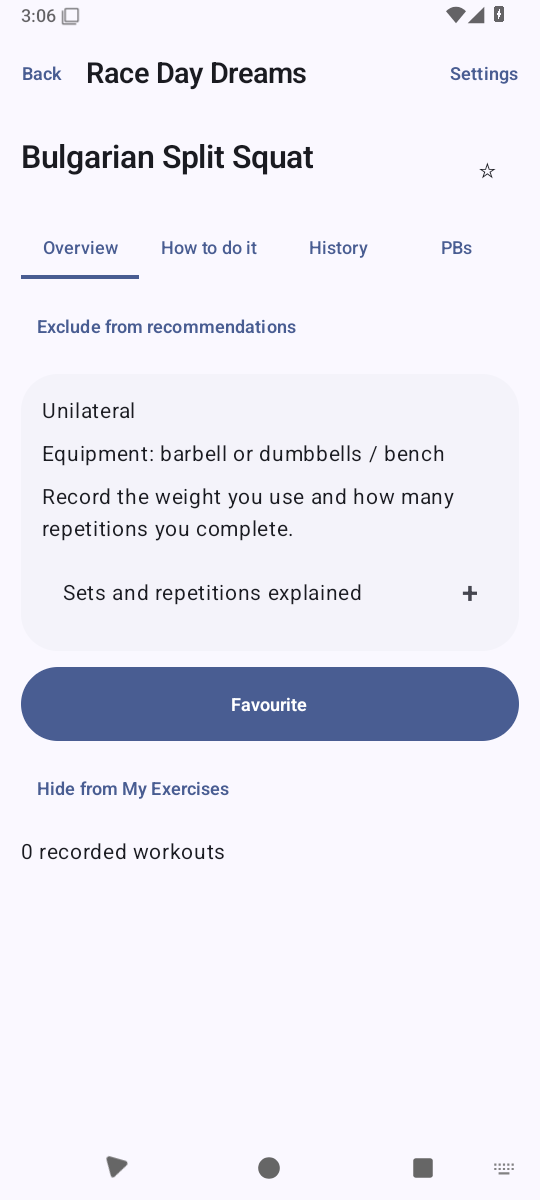 3:06
Back Race Day Dreams Settings
Bulgarian Split Squat
☆
Overview How to do it History PBs
Exclude from recommendations
Unilateral
Equipment: barbell or dumbbells / bench
Record the weight you use and how many
repetitions you complete.
Sets and repetitions explained +
Favourite
Hide from My Exercises
0 recorded workouts